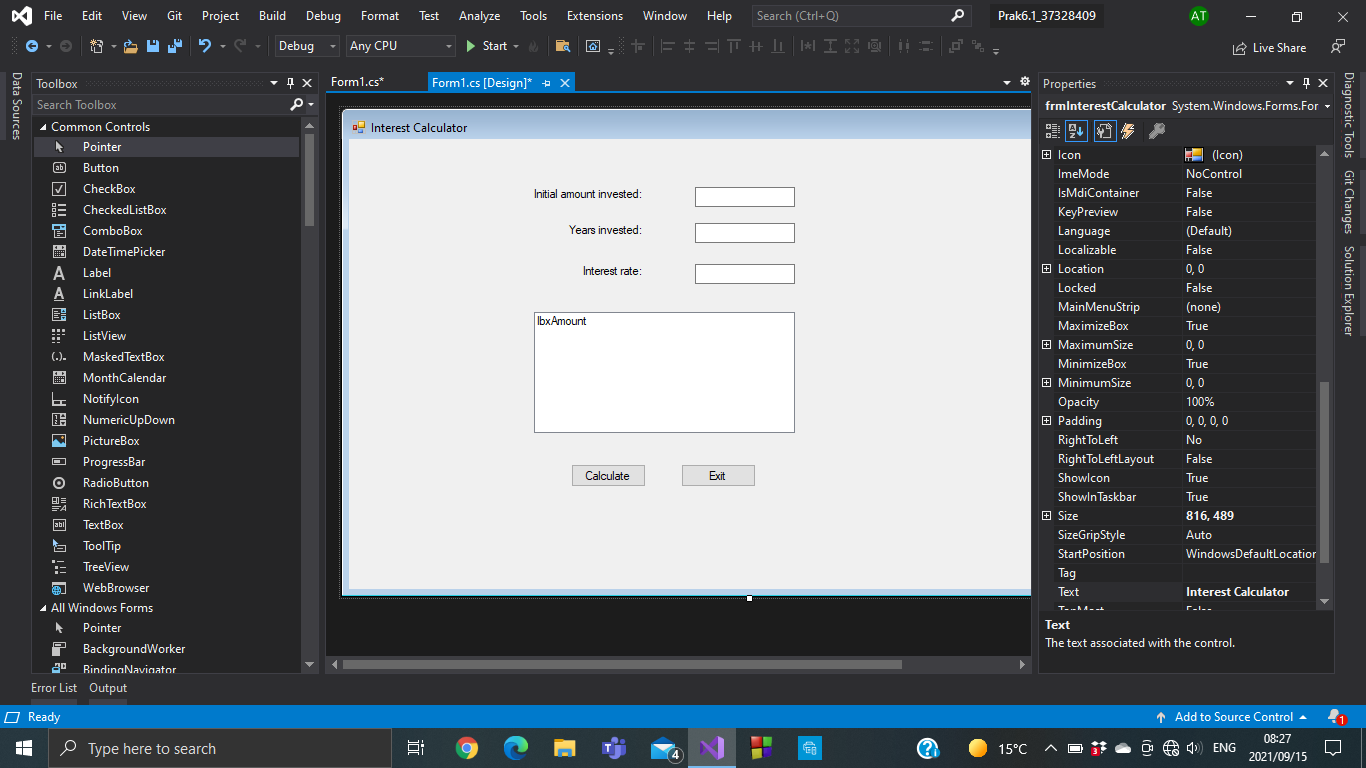 File Edit View Git Project Build Debug Format Test Analyze Tools Extensions Window Help Search (Ctrl+Q) Prak6.1_37328409 AT
Debug Any CPU Start Live Share
Data Sources
Toolbox
Search Toolbox
Common Controls
Pointer
Button
CheckBox
CheckedListBox
ComboBox
DateTimePicker
Label
LinkLabel
ListBox
ListView
MaskedTextBox
MonthCalendar
NotifyIcon
NumericUpDown
PictureBox
ProgressBar
RadioButton
RichTextBox
TextBox
ToolTip
TreeView
WebBrowser
All Windows Forms
Pointer
BackgroundWorker
BindingNavigator
Form1.cs* Form1.cs [Design]*
Interest Calculator
Initial amount invested:
Years invested:
Interest rate:
lbxAmount
Calculate Exit
Properties
frmInterestCalculator System.Windows.Forms.For
Icon (Icon)
ImeMode NoControl
IsMdiContainer False
KeyPreview False
Language (Default)
Localizable False
Location 0, 0
Locked False
MainMenuStrip (none)
MaximizeBox True
MaximumSize 0, 0
MinimizeBox True
MinimumSize 0, 0
Opacity 100%
Padding 0, 0, 0, 0
RightToLeft No
RightToLeftLayout False
ShowIcon True
ShowInTaskbar True
Size 816, 489
SizeGripStyle Auto
StartPosition WindowsDefaultLocation
Tag
Text Interest Calculator
TopMost False
Text
The text associated with the control.
Diagnostic Tools
Git Changes
Solution Explorer
Error List Output
Ready Add to Source Control 1
Type here to search 4 15°C 3 ENG 08:27
2021/09/15